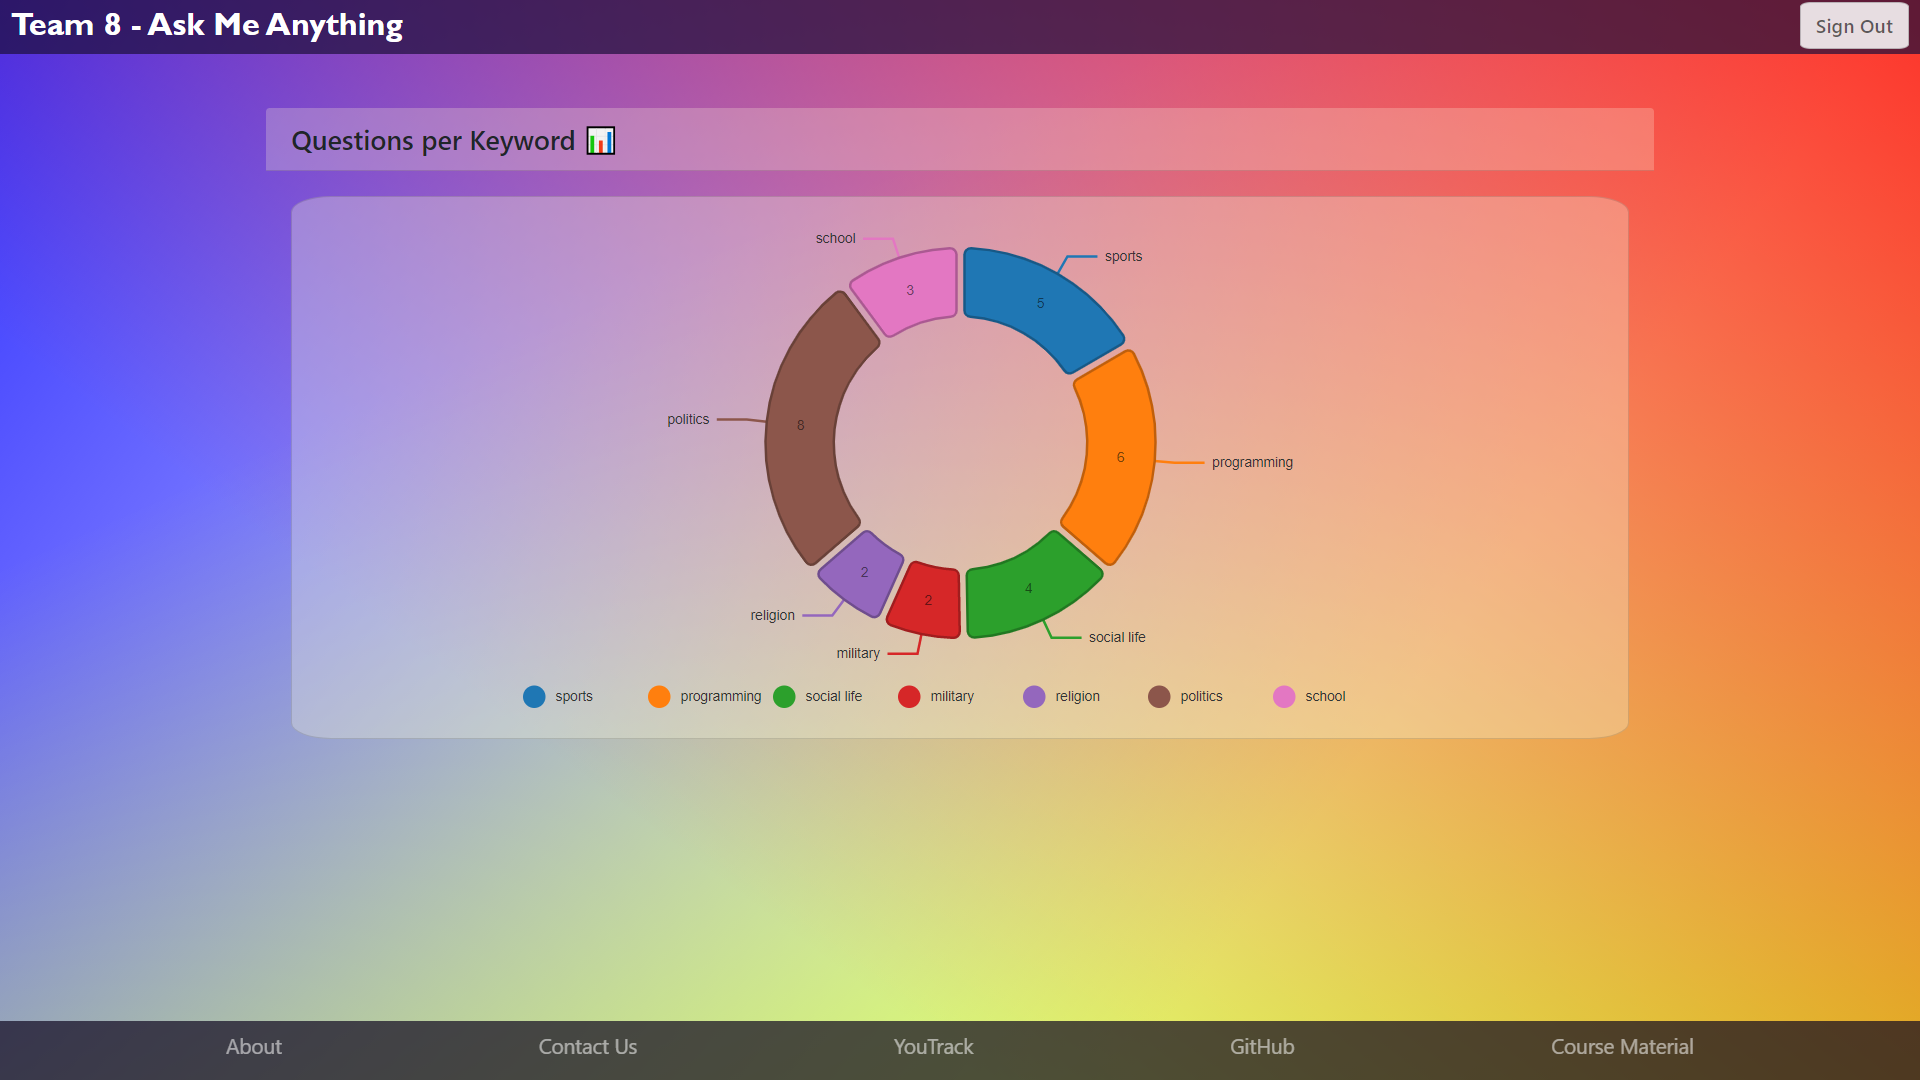 Team 8 - Ask Me Anything
Sign Out
Questions per Keyword
school
sports
3
5
politics
8
6
programming
2
2
4
religion
social life
military
sports programming social life military religion politics school
About Contact Us YouTrack GitHub Course Material